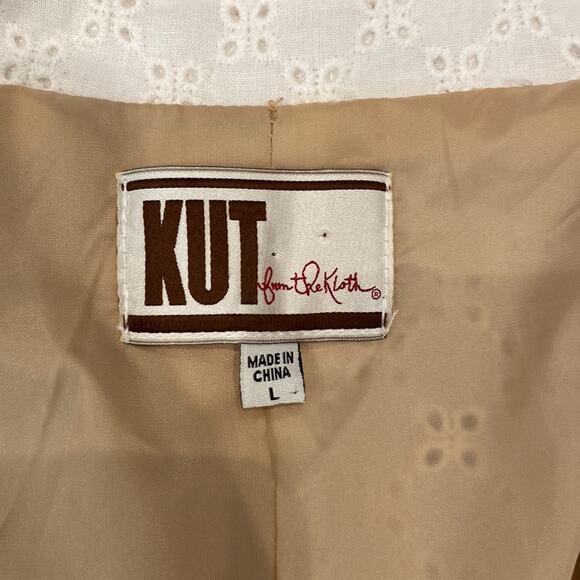 KUT from the Kloth®
MADE IN
CHINA
L